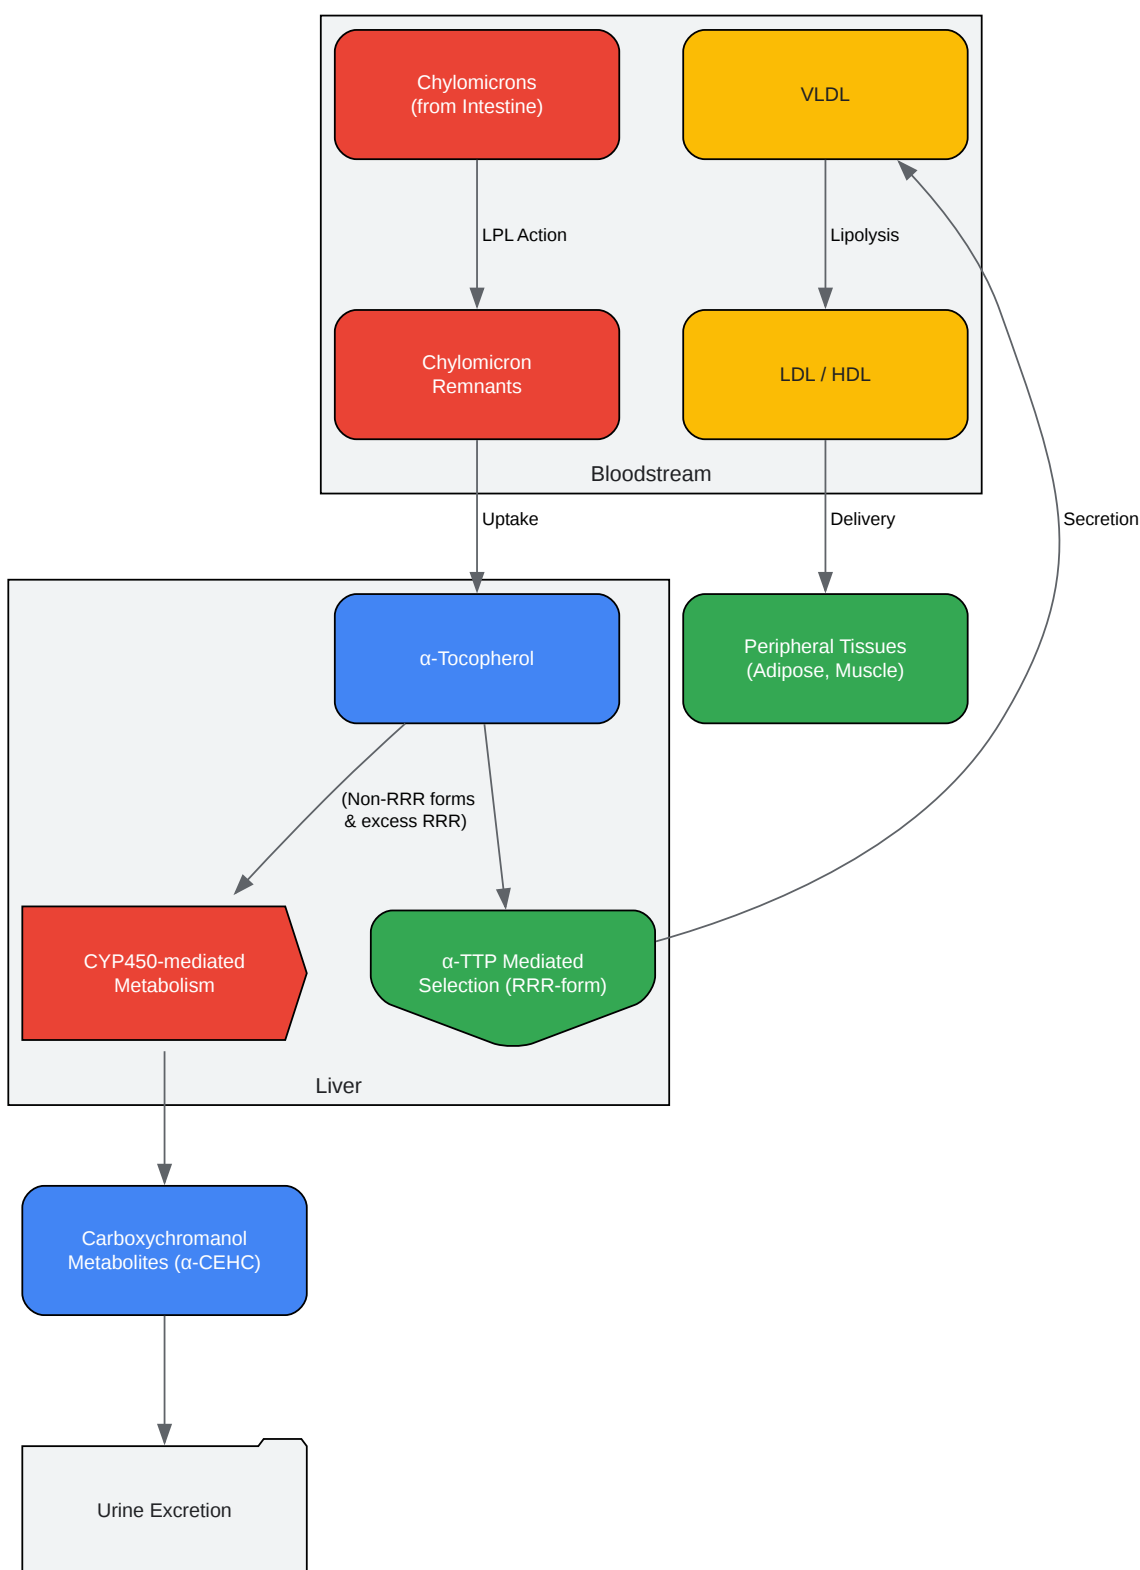 Chylomicrons
(from Intestine)
VLDL
LPL Action
Lipolysis
Chylomicron
Remnants
LDL / HDL
Bloodstream
Uptake
Delivery
Secretion
α-Tocopherol
Peripheral Tissues
(Adipose, Muscle)
(Non-RRR forms
& excess RRR)
CYP450-mediated
Metabolism
α-TTP Mediated
Selection (RRR-form)
Liver
Carboxychromanol
Metabolites (α-CEHC)
Urine Excretion